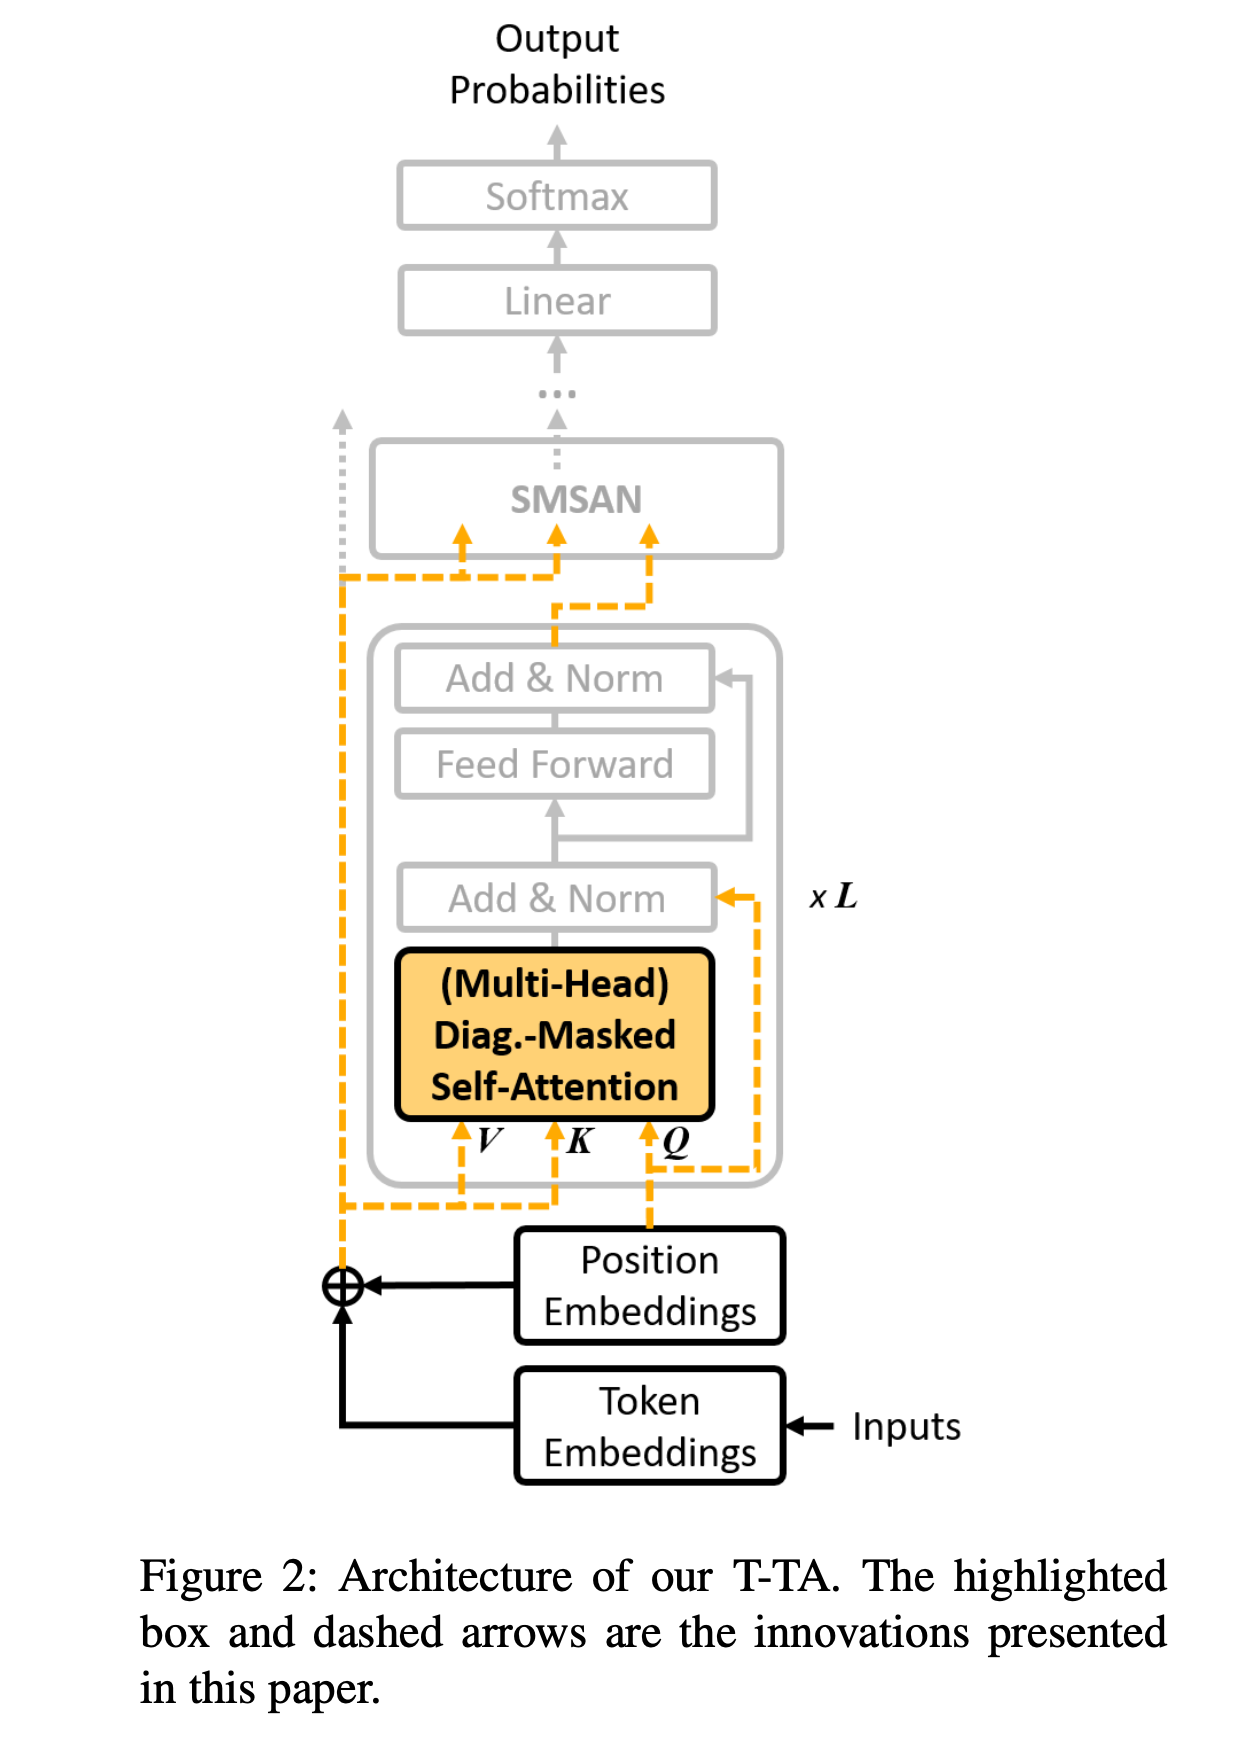 Output
Probabilities
Softmax
Linear
...
SMSAN
Add & Norm
Feed Forward
Add & Norm
x L
(Multi-Head)
Diag.-Masked
Self-Attention
V K Q
Position
Embeddings
Token
Embeddings
Inputs
Figure 2: Architecture of our T-TA. The highlighted
box and dashed arrows are the innovations presented
in this paper.